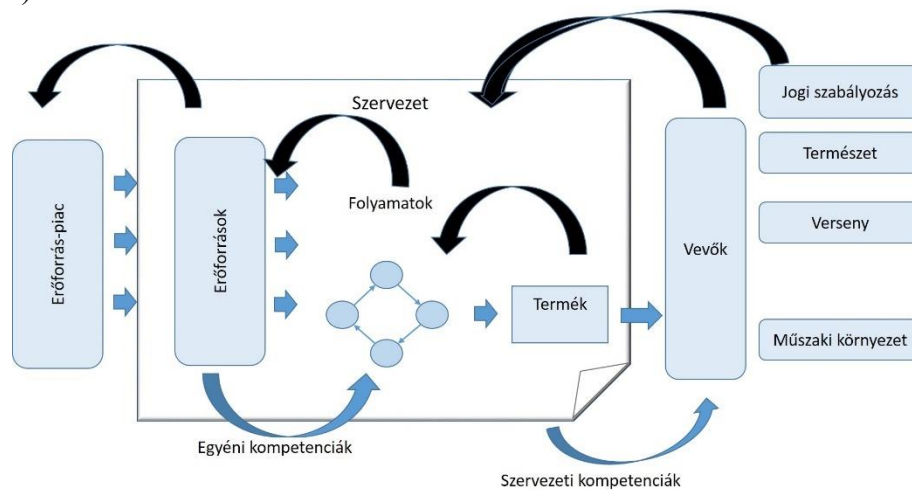 )
Szervezet
Jogi szabályozás
Természet
Verseny
Műszaki környezet
Erőforrás-piac
Erőforrások
Folyamatok
Termék
Vevők
Egyéni kompetenciák
Szervezeti kompetenciák